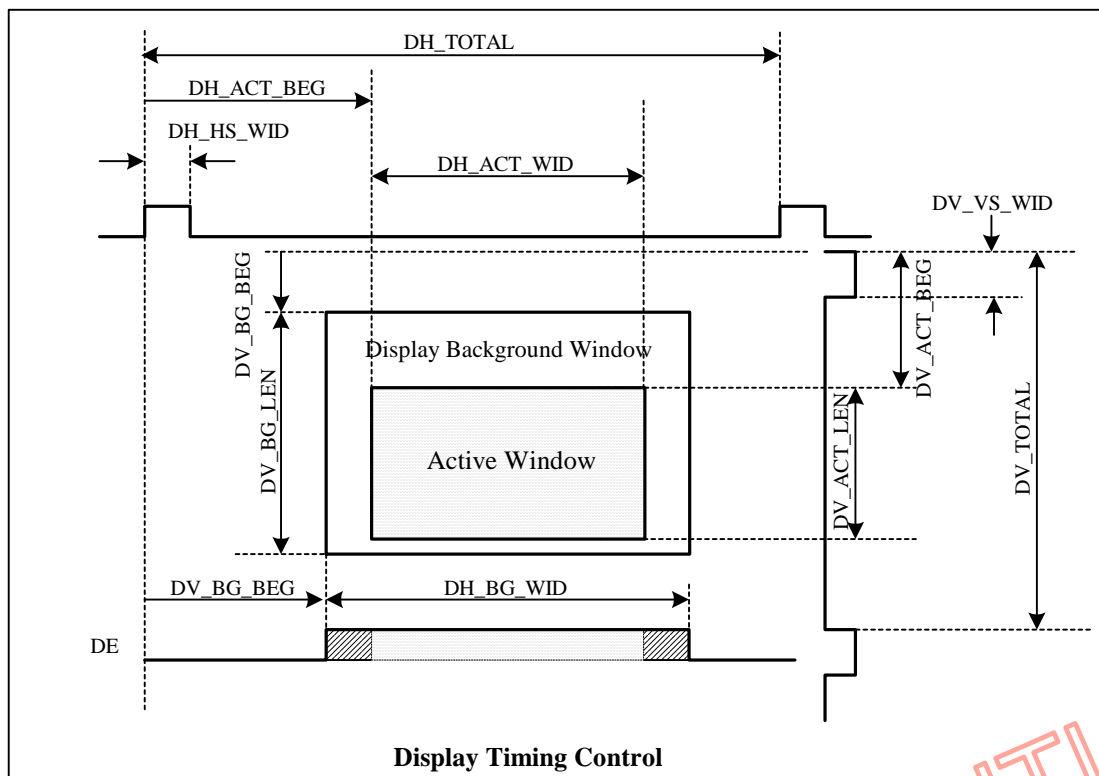 DH_TOTAL
DH_ACT_BEG
DH_HS_WID
DH_ACT_WID
DV_VS_WID
DV_BG_BEG
DV_ACT_BEG
Display Background Window
DV_BG_LEN
Active Window
DV_ACT_LEN
DV_TOTAL
DV_BG_BEG
DH_BG_WID
DE
Display Timing Control